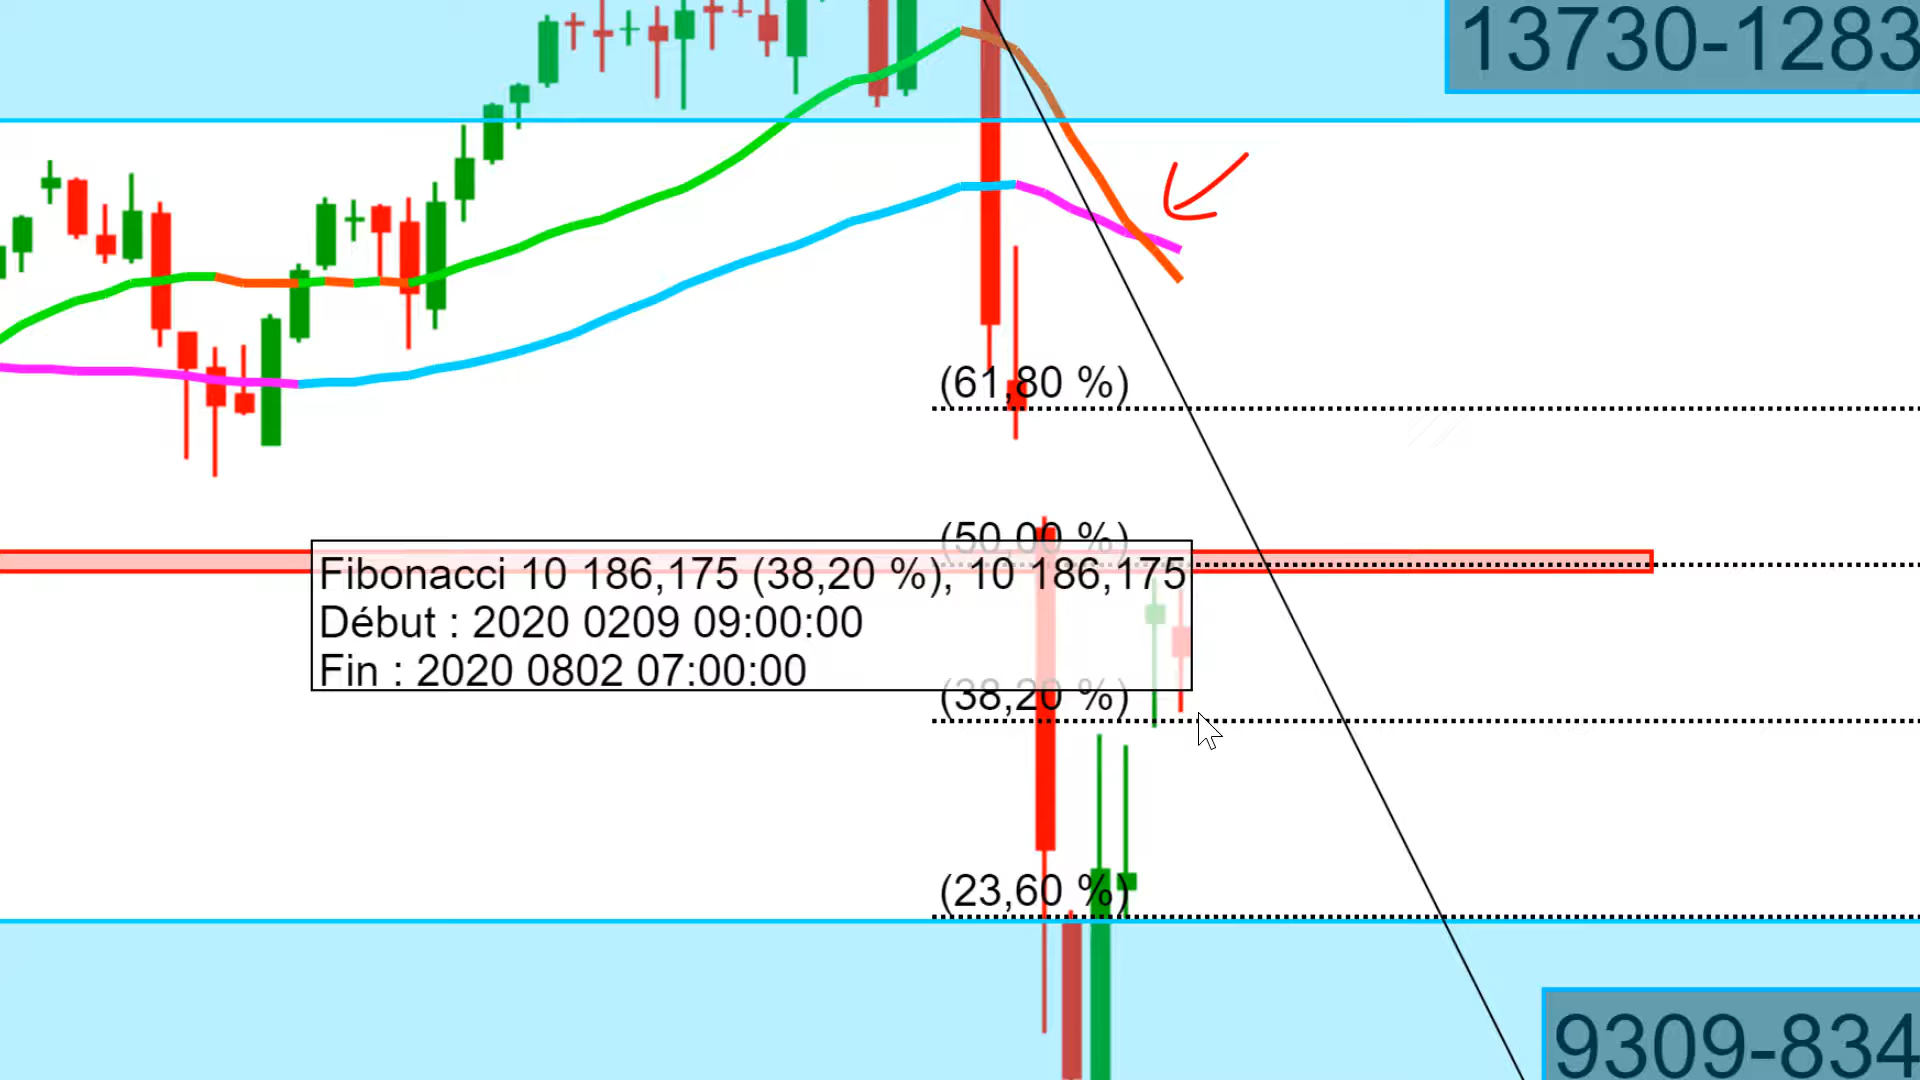 13730-1283
(61,80 %)
(50,00 %)
Fibonacci 10 186,175 (38,20 %), 10 186,175
Début : 2020 0209 09:00:00
Fin : 2020 0802 07:00:00
(38,20 %)
(23,60 %)
9309-834